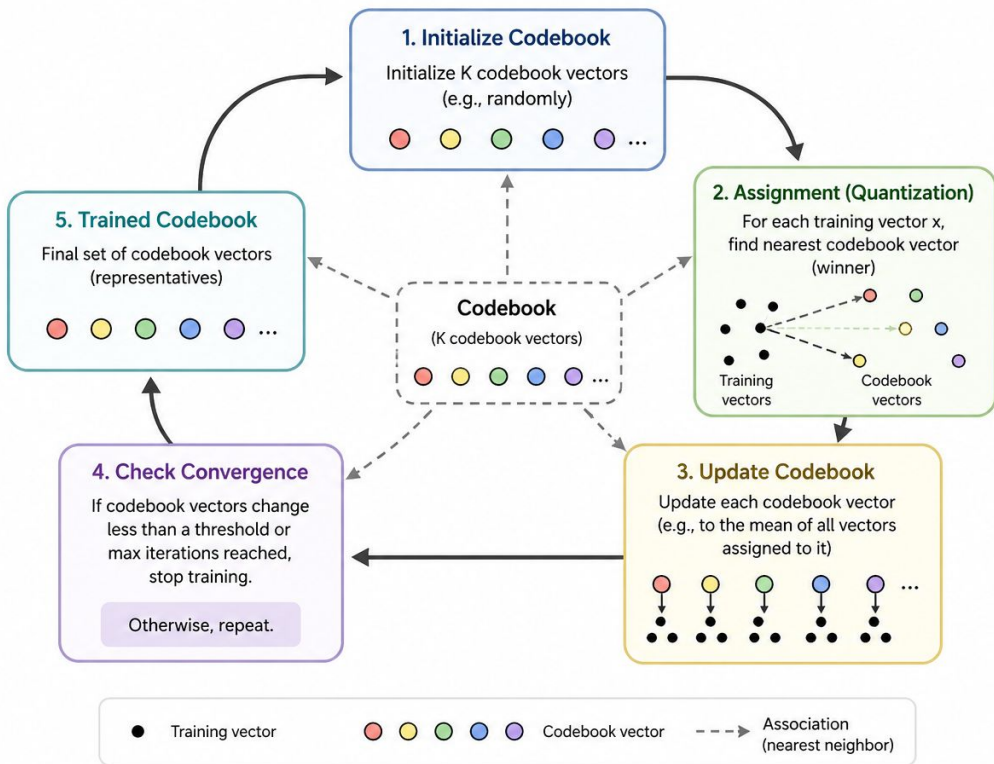 1. Initialize Codebook
Initialize K codebook vectors
(e.g., randomly)
...
2. Assignment (Quantization)
For each training vector x,
find nearest codebook vector
(winner)
Training
vectors
Codebook
vectors
3. Update Codebook
Update each codebook vector
(e.g., to the mean of all vectors
assigned to it)
...
4. Check Convergence
If codebook vectors change
less than a threshold or
max iterations reached,
stop training.
Otherwise, repeat.
5. Trained Codebook
Final set of codebook vectors
(representatives)
...
Codebook
(K codebook vectors)
...
Training vector
Codebook vector
Association
(nearest neighbor)